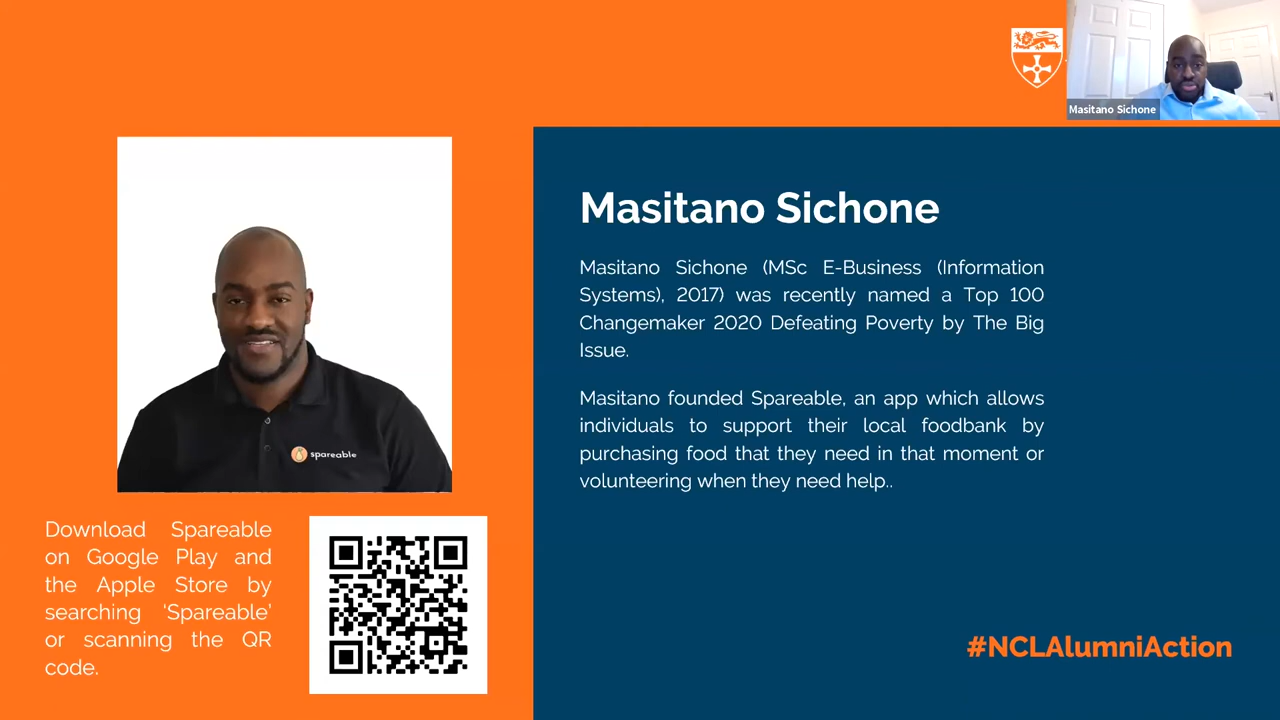 Masitano Sichone
Masitano Sichone
Masitano Sichone (MSc E-Business (Information
Systems), 2017) was recently named a Top 100
Changemaker 2020 Defeating Poverty by The Big
Issue.
Masitano founded Spareable, an app which allows
individuals to support their local foodbank by
purchasing food that they need in that moment or
volunteering when they need help..
spareable
Download Spareable
on Google Play and
the Apple Store by
searching ‘Spareable’
or scanning the QR
code.
#NCLAlumniAction